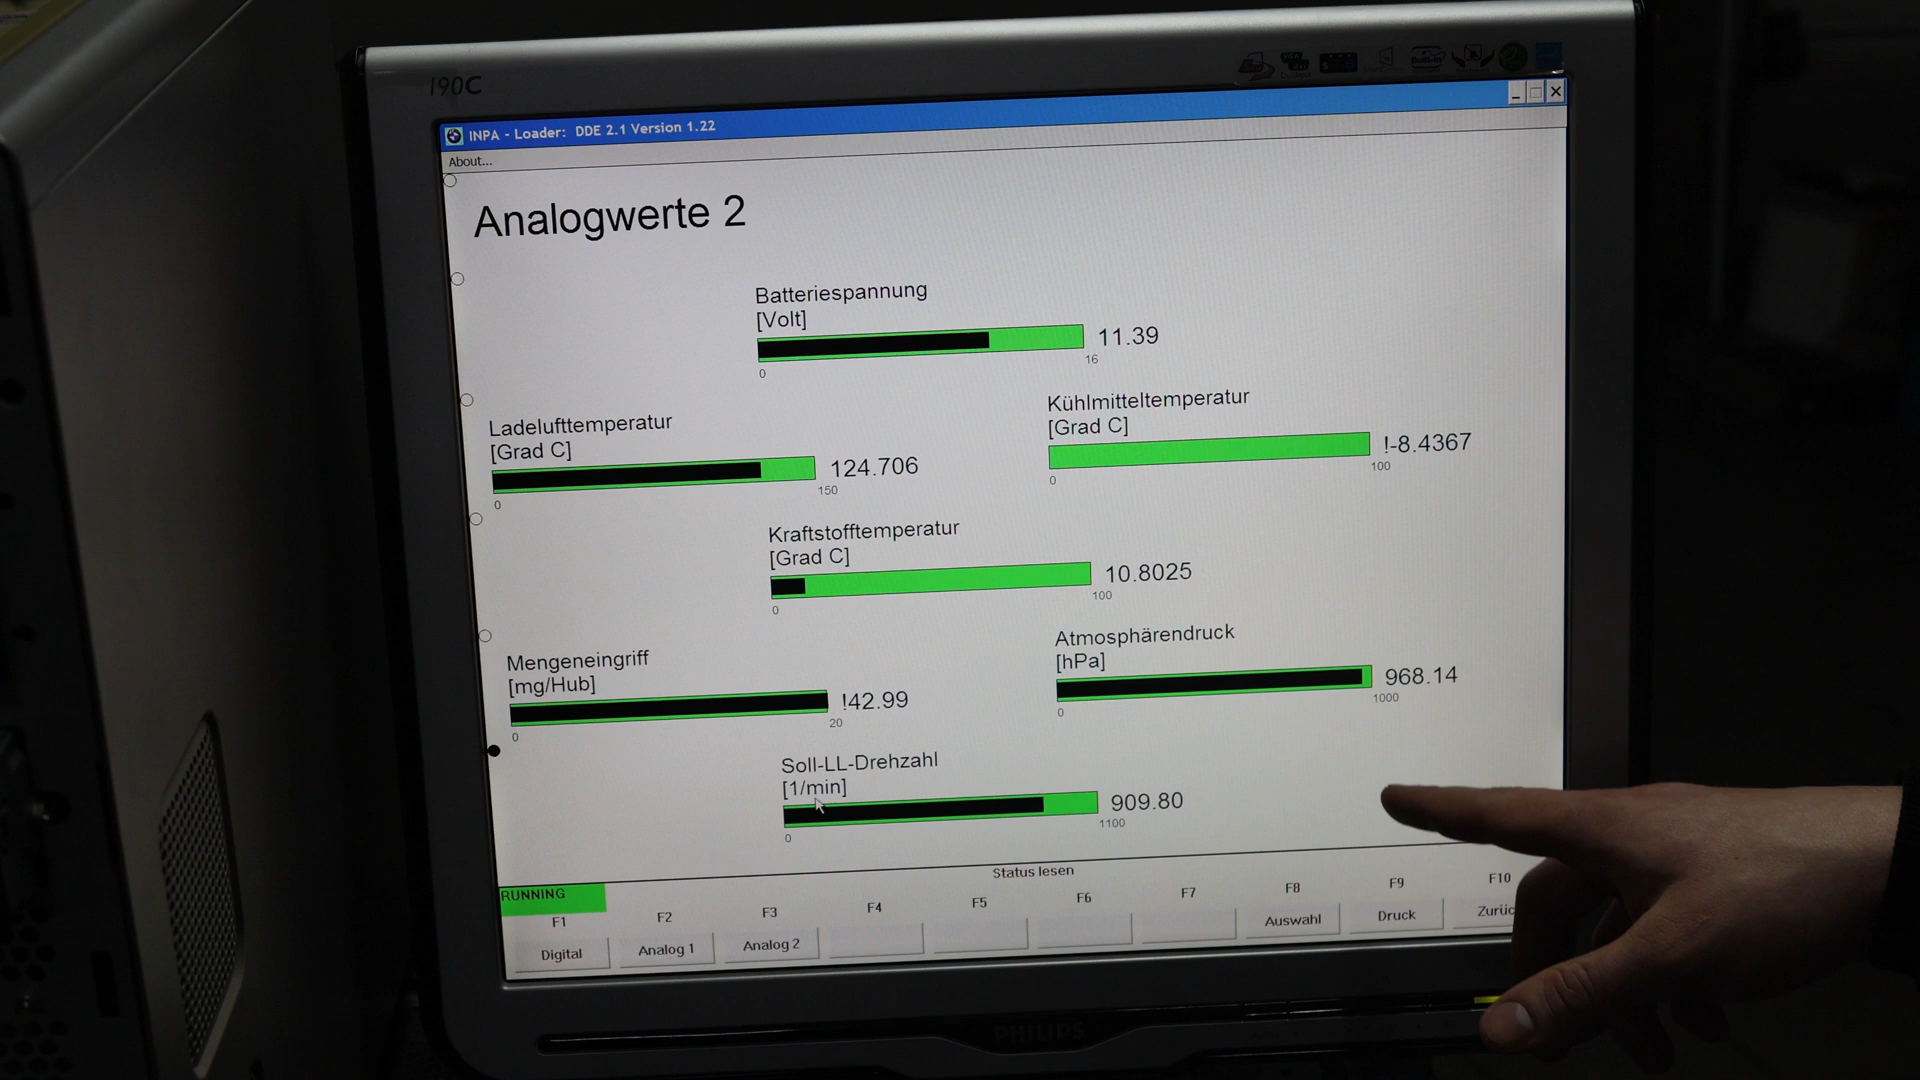 190C
INPA - Loader: DDE 2.1 Version 1.22
About...
Analogwerte 2
Batteriespannung
[Volt]
11.39
0
16
Ladelufttemperatur
[Grad C]
124.706
0
150
Kühlmitteltemperatur
[Grad C]
!-8.4367
0
100
Kraftstofftemperatur
[Grad C]
10.8025
0
100
Mengeneingriff
[mg/Hub]
!42.99
0
20
Atmosphärendruck
[hPa]
968.14
0
1000
Soll-LL-Drehzahl
[1/min]
909.80
0
1100
Status lesen
RUNNING
F1 F2 F3 F4 F5 F6 F7 F8 F9 F10
Digital Analog 1 Analog 2 Auswahl Druck Zurüc
PHILIPS